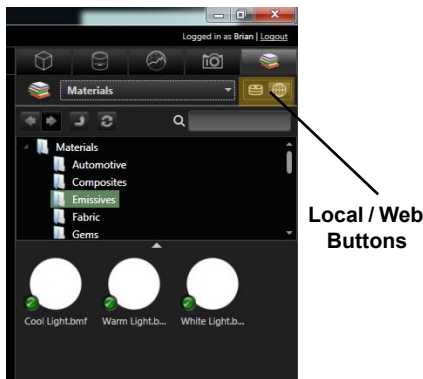 Logged in as Brian | Logout
Materials
Materials
Automotive
Composites
Emissives
Fabric
Gems
Local / Web
Buttons
Cool Light.bmf Warm Light.b... White Light.b...